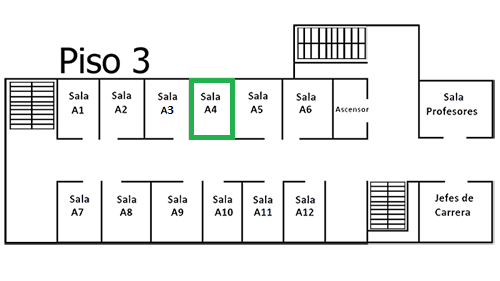 Piso 3
Sala
A1
Sala
A2
Sala
A3
Sala
A4
Sala
A5
Sala
A6
Ascensor
Sala
Profesores
Sala
A7
Sala
A8
Sala
A9
Sala
A10
Sala
A11
Sala
A12
Jefes de
Carrera